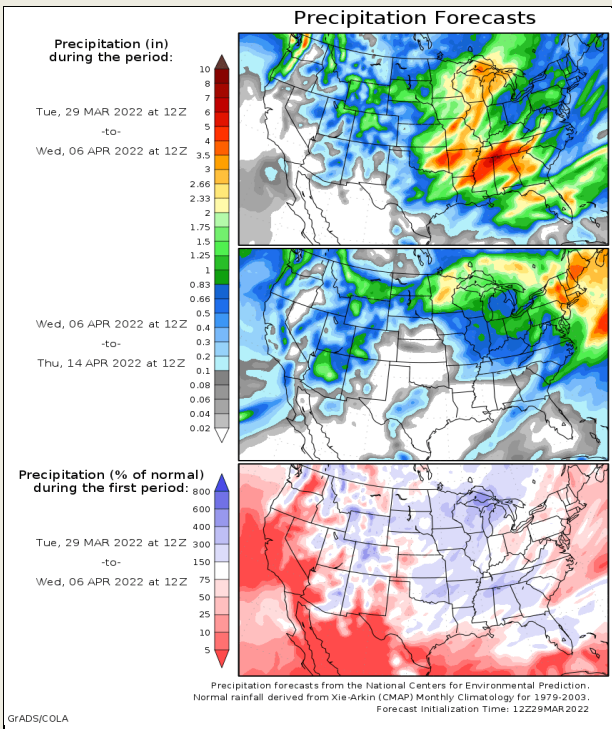 Precipitation Forecasts
Precipitation (in)
during the period:
Tue, 29 MAR 2022 at 12Z
-to-
Wed, 06 APR 2022 at 12Z
10
8
7
6
5
4
3.5
3
2.66
2.33
2
1.75
1.5
1.25
1
0.83
0.66
0.5
0.4
0.3
0.2
0.1
0.08
0.06
0.04
0.02
Wed, 06 APR 2022 at 12Z
-to-
Thu, 14 APR 2022 at 12Z
Precipitation (% of normal)
during the first period:
Tue, 29 MAR 2022 at 12Z
-to-
Wed, 06 APR 2022 at 12Z
800
600
400
300
150
75
50
25
10
5
Precipitation forecasts from the National Centers for Environmental Prediction.
Normal rainfall derived from Xie-Arkin (CMAP) Monthly Climatology for 1979-2003.
Forecast Initialization Time: 12Z29MAR2022
GrADS/COLA